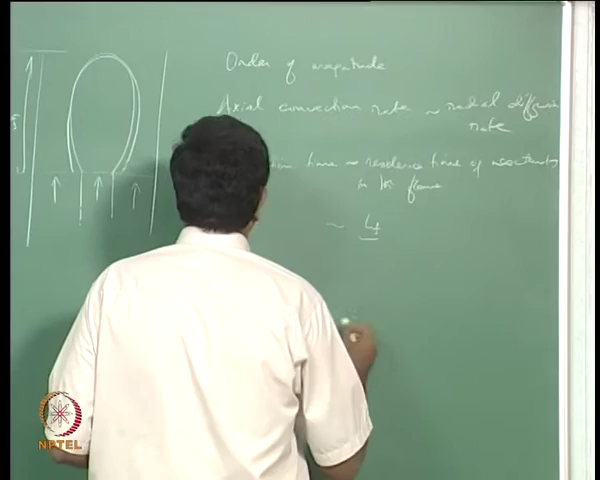 Order of magnitude
Axial convection rate ~ radial diffusion
rate
time ~ residence time of reactants
in the flame
~ L
NPTEL